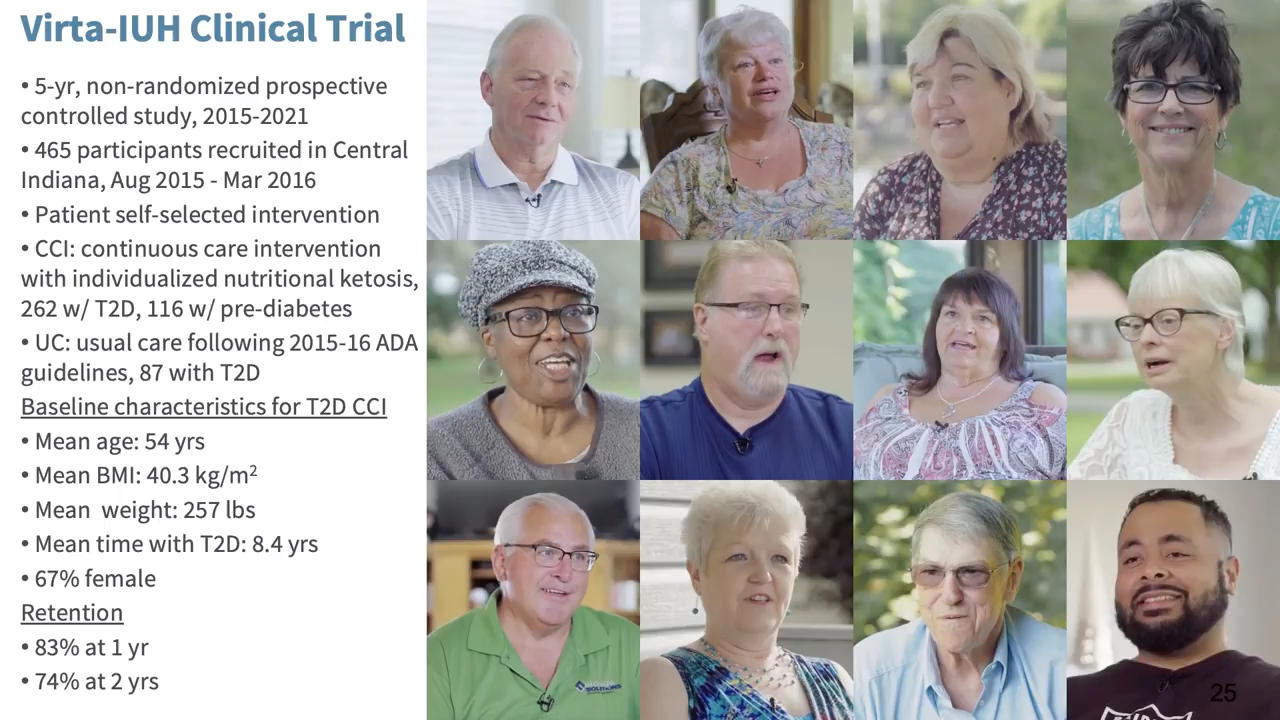 Virta-IUH Clinical Trial
• 5-yr, non-randomized prospective
controlled study, 2015-2021
• 465 participants recruited in Central
Indiana, Aug 2015 - Mar 2016
• Patient self-selected intervention
• CCI: continuous care intervention
with individualized nutritional ketosis,
262 w/ T2D, 116 w/ pre-diabetes
• UC: usual care following 2015-16 ADA
guidelines, 87 with T2D
Baseline characteristics for T2D CCI
• Mean age: 54 yrs
• Mean BMI: 40.3 kg/m²
• Mean  weight: 257 lbs
• Mean time with T2D: 8.4 yrs
• 67% female
Retention
• 83% at 1 yr
• 74% at 2 yrs
SOLUTIONS
25